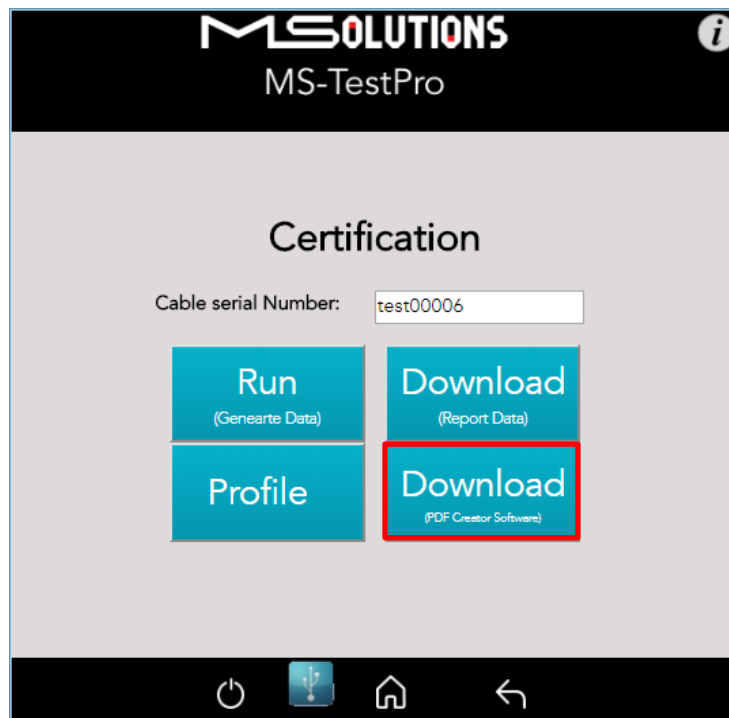 MSOLUTIONS
MS-TestPro
Certification
Cable serial Number: test00006
Run
(Genearte Data)
Download
(Report Data)
Profile
Download
(PDF Creator Software)